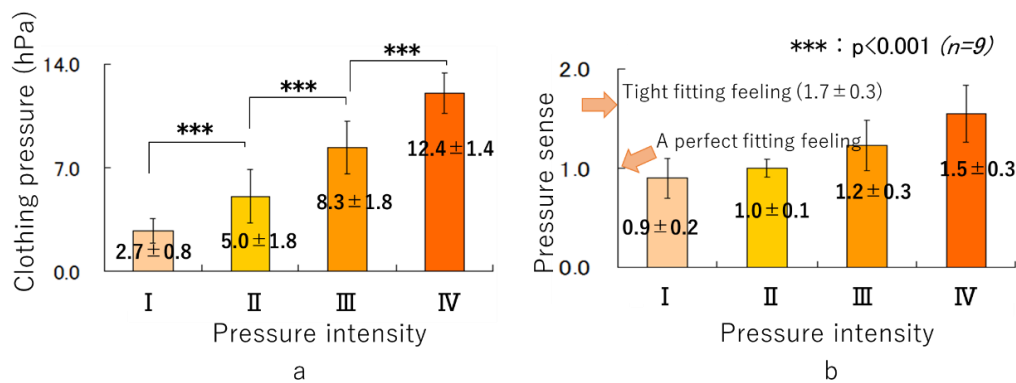 *** : p<0.001 (n=9)
Clothing pressure (hPa)
14.0
7.0
0.0
***
***
***
2.7±0.8
5.0±1.8
8.3±1.8
12.4±1.4
Ⅰ Ⅱ Ⅲ Ⅳ
Pressure intensity
a
Pressure sense
2.0
1.0
0.0
Tight fitting feeling (1.7±0.3)
A perfect fitting feeling
0.9±0.2
1.0±0.1
1.2±0.3
1.5±0.3
Ⅰ Ⅱ Ⅲ Ⅳ
Pressure intensity
b